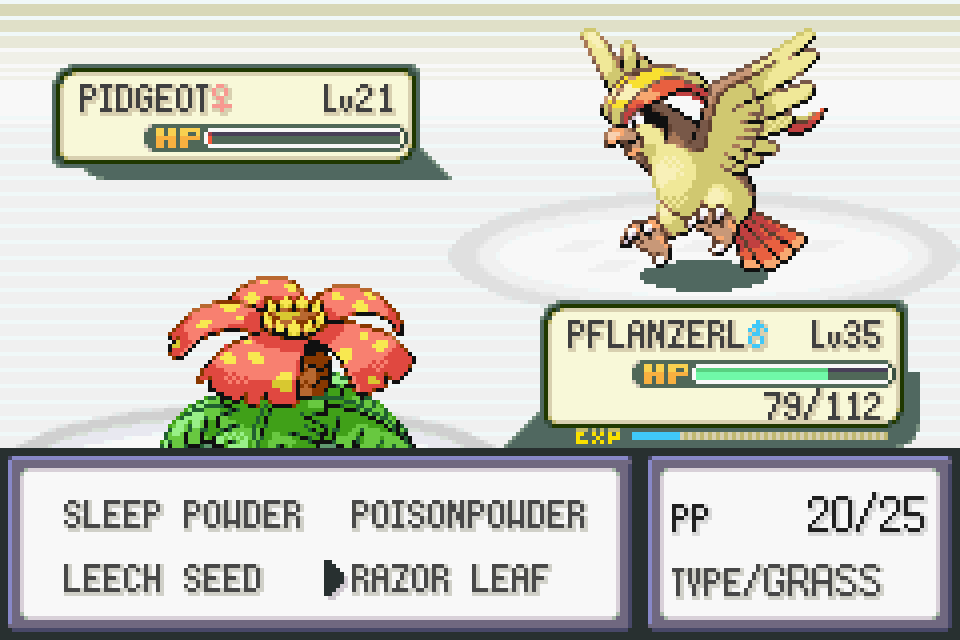 PIDGEOT♀ Lv21
HP
PFLANZERL♂ Lv35
HP
79/112
EXP
SLEEP POWDER POISONPOWDER
LEECH SEED ▶RAZOR LEAF
PP 20/25
TYPE/GRASS